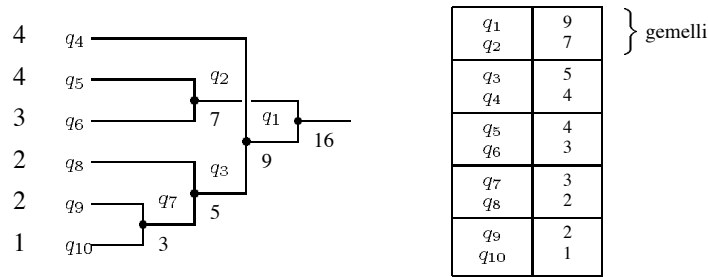 4 q4
4 q5 q2
7
3 q6 q1
16
2 q8 q3
9
2 q9 q7
5
1 q10 3
q1 9
q2 7
gemelli
q3 5
q4 4
q5 4
q6 3
q7 3
q8 2
q9 2
q10 1